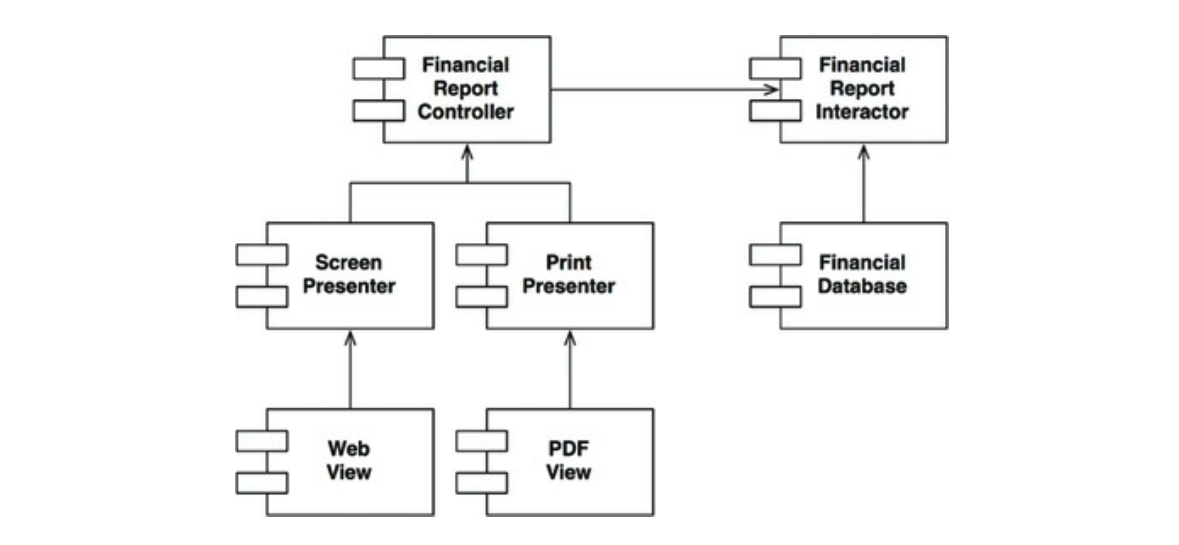 Financial
Report
Controller
Financial
Report
Interactor
Screen
Presenter
Print
Presenter
Financial
Database
Web
View
PDF
View